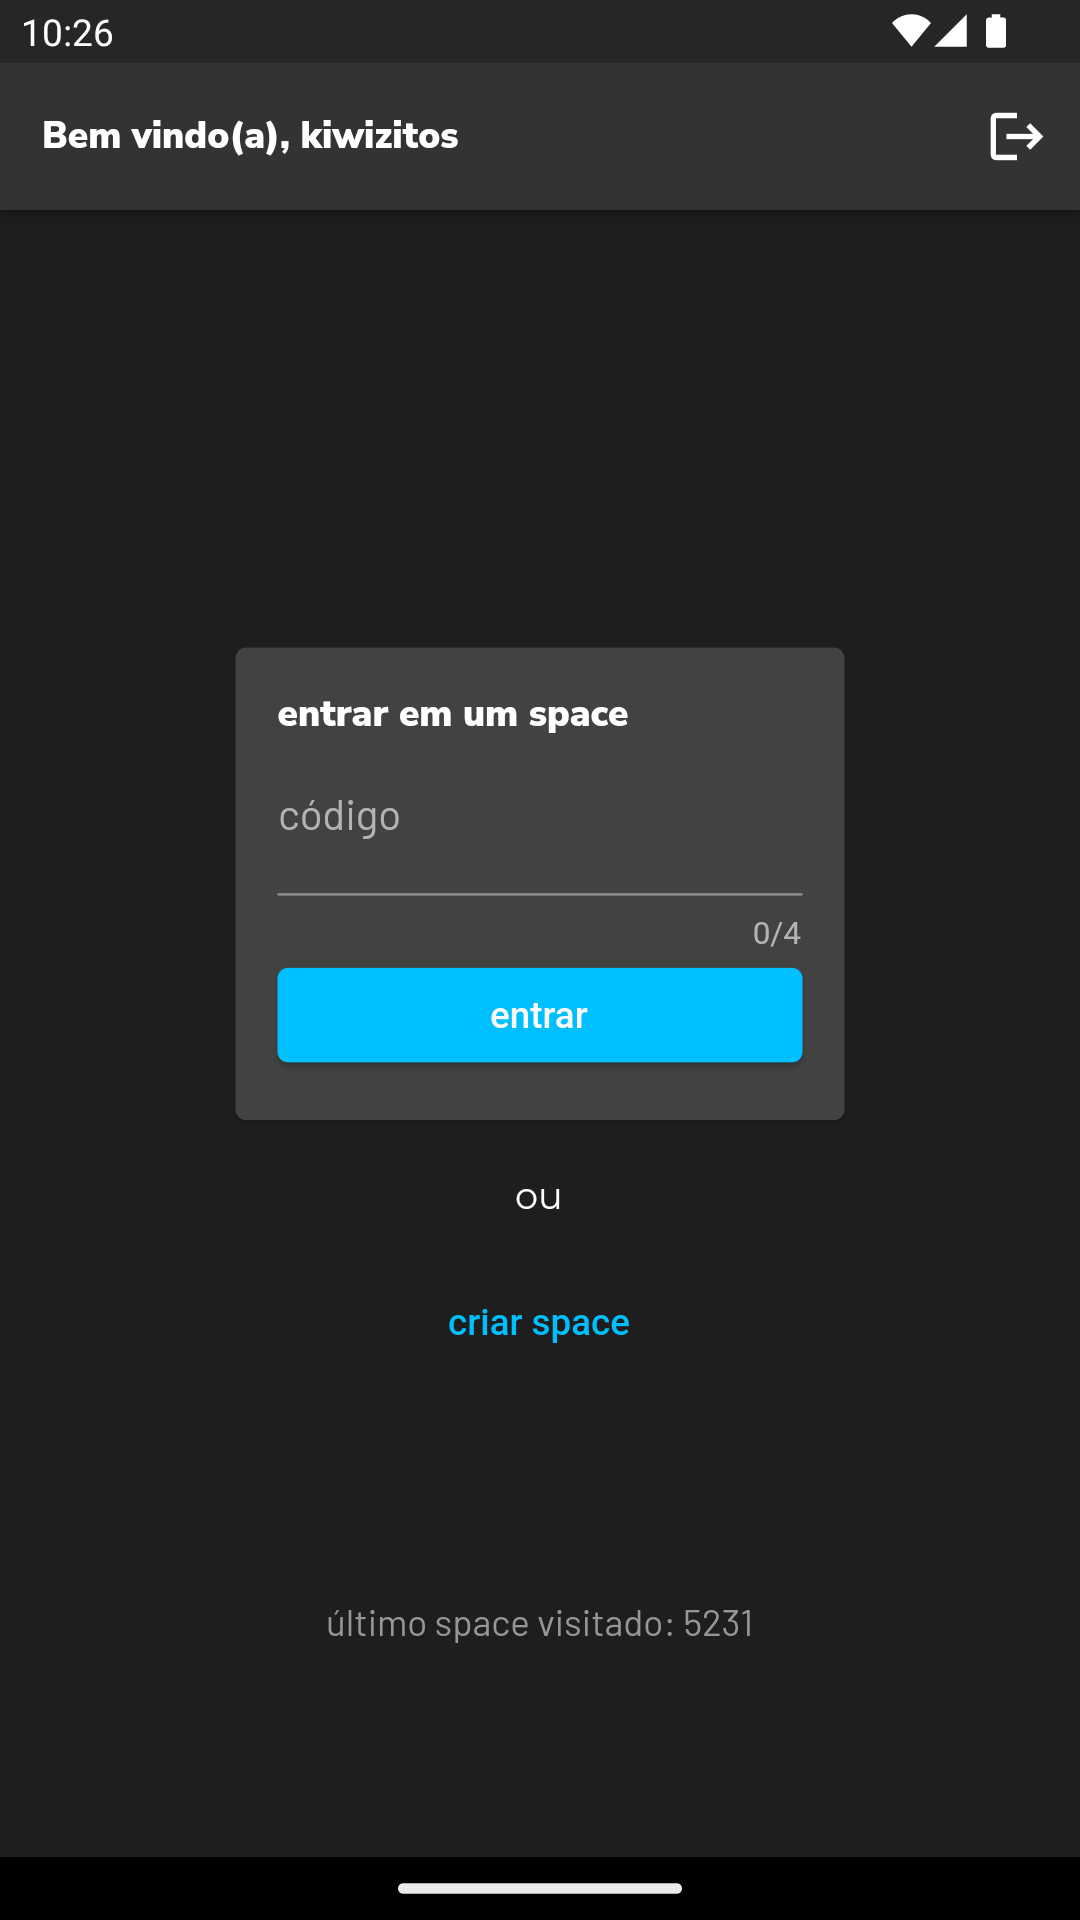 10:26
Bem vindo(a), kiwizitos
entrar em um space
código
0/4
entrar
ou
criar space
último space visitado: 5231